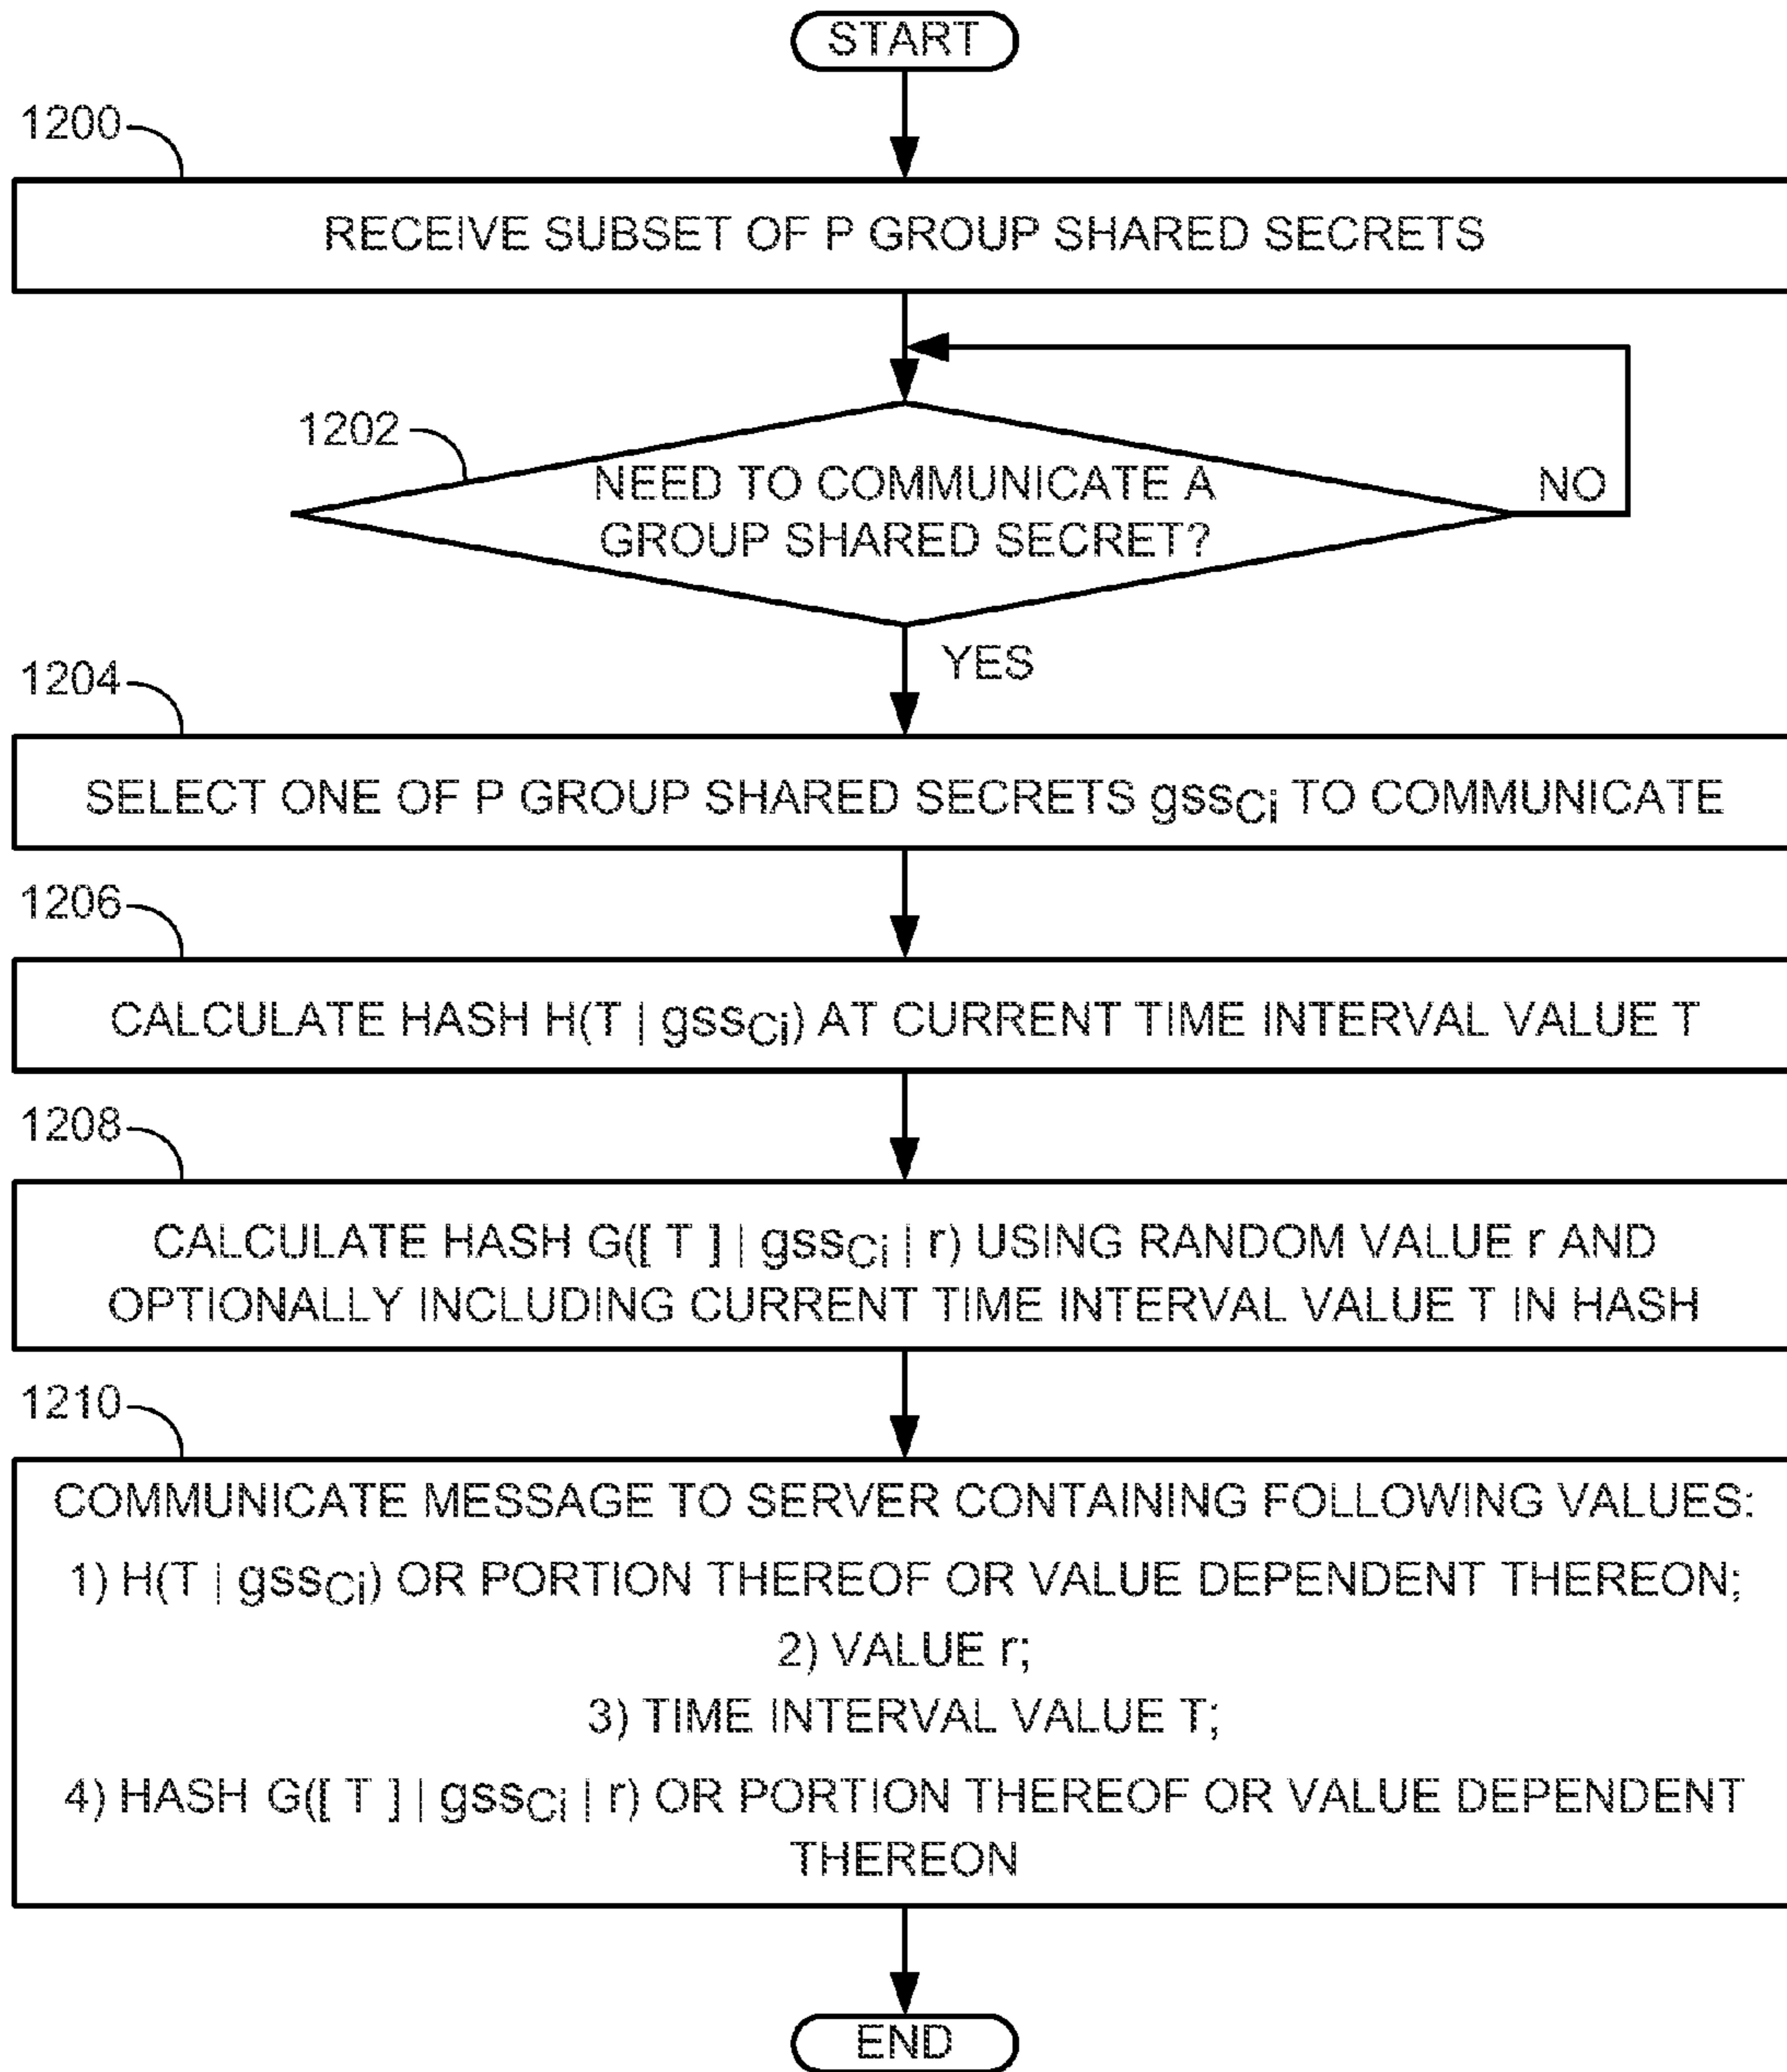 START
1200
RECEIVE SUBSET OF P GROUP SHARED SECRETS
1202
NEED TO COMMUNICATE A
GROUP SHARED SECRET?
NO
YES
1204
SELECT ONE OF P GROUP SHARED SECRETS gssCi TO COMMUNICATE
1206
CALCULATE HASH H(T | gssCi) AT CURRENT TIME INTERVAL VALUE T
1208
CALCULATE HASH G([ T ] | gssCi | r) USING RANDOM VALUE r AND
OPTIONALLY INCLUDING CURRENT TIME INTERVAL VALUE T IN HASH
1210
COMMUNICATE MESSAGE TO SERVER CONTAINING FOLLOWING VALUES:
1) H(T | gssCi) OR PORTION THEREOF OR VALUE DEPENDENT THEREON;
2) VALUE r;
3) TIME INTERVAL VALUE T;
4) HASH G([ T ] | gssCi | r) OR PORTION THEREOF OR VALUE DEPENDENT
THEREON
END